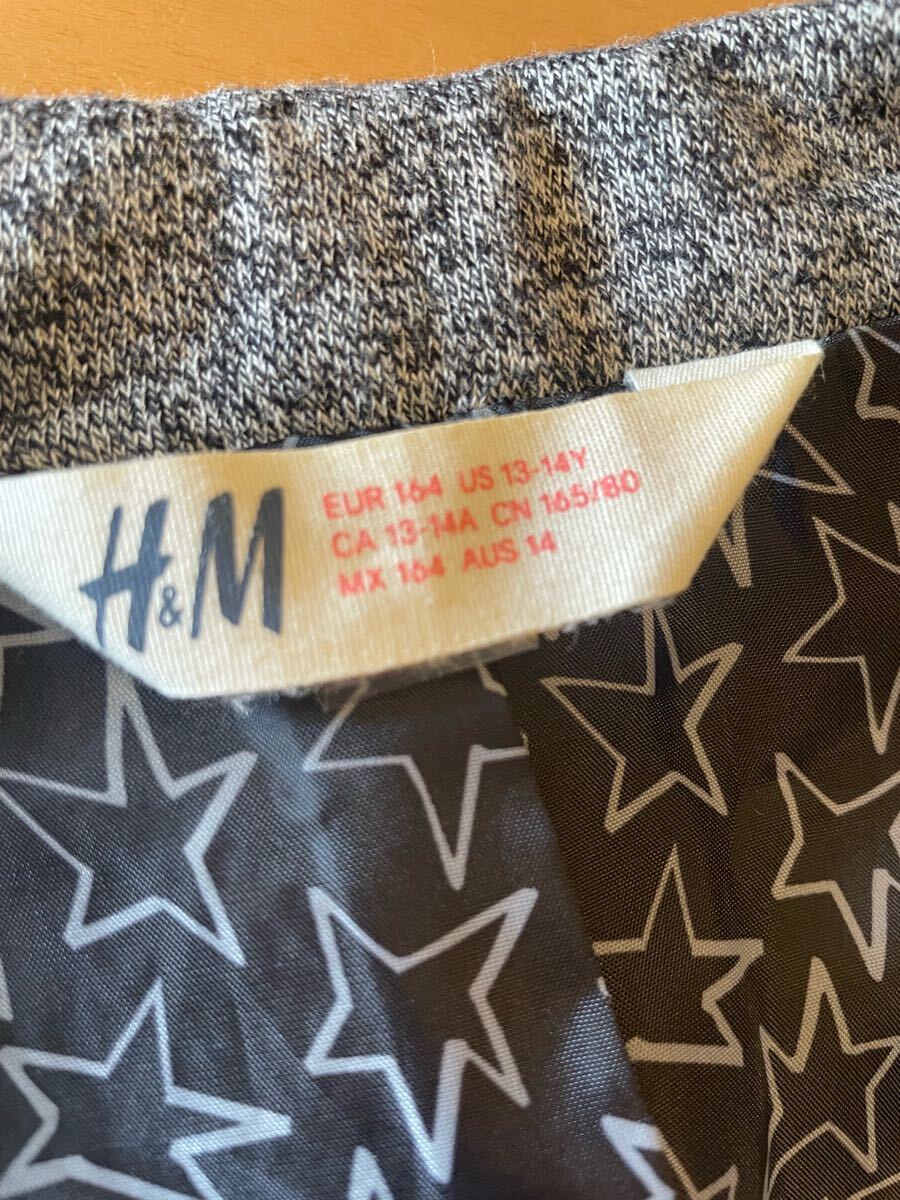 H&M
EUR 164 US 13-14Y
CA 13-14A CN 165/80
MX 164 AUS 14